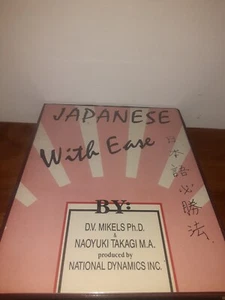 JAPANESE
With Ease
日本語必勝法
BY:
D.V. MIKELS Ph.D.
&
NAOYUKI TAKAGI M.A.
produced by
NATIONAL DYNAMICS INC.